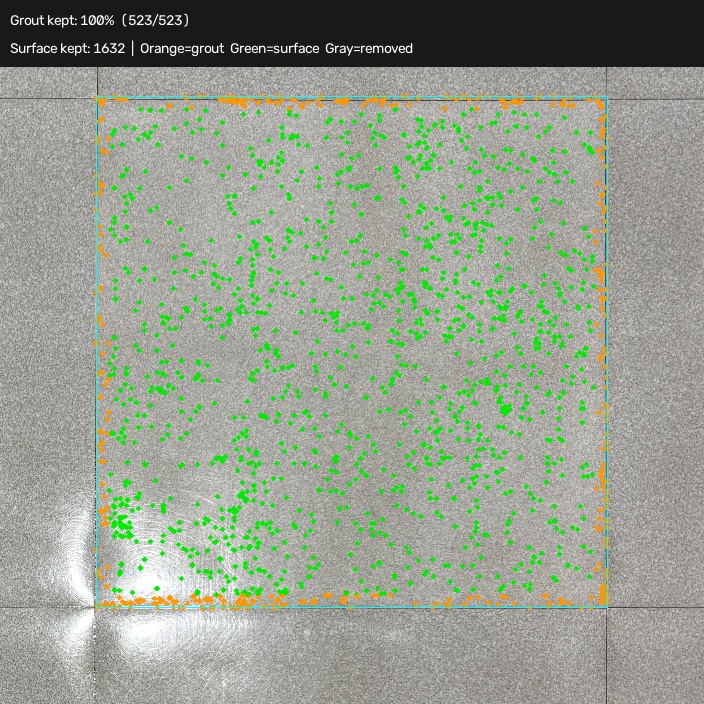 Grout kept: 100% (523/523)
Surface kept: 1632 | Orange=grout Green=surface Gray=removed